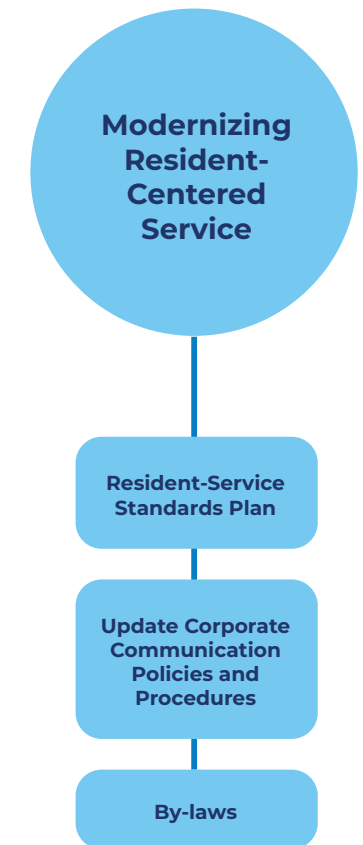 Modernizing
Resident-
Centered
Service
Resident-Service
Standards Plan
Update Corporate
Communication
Policies and
Procedures
By-laws